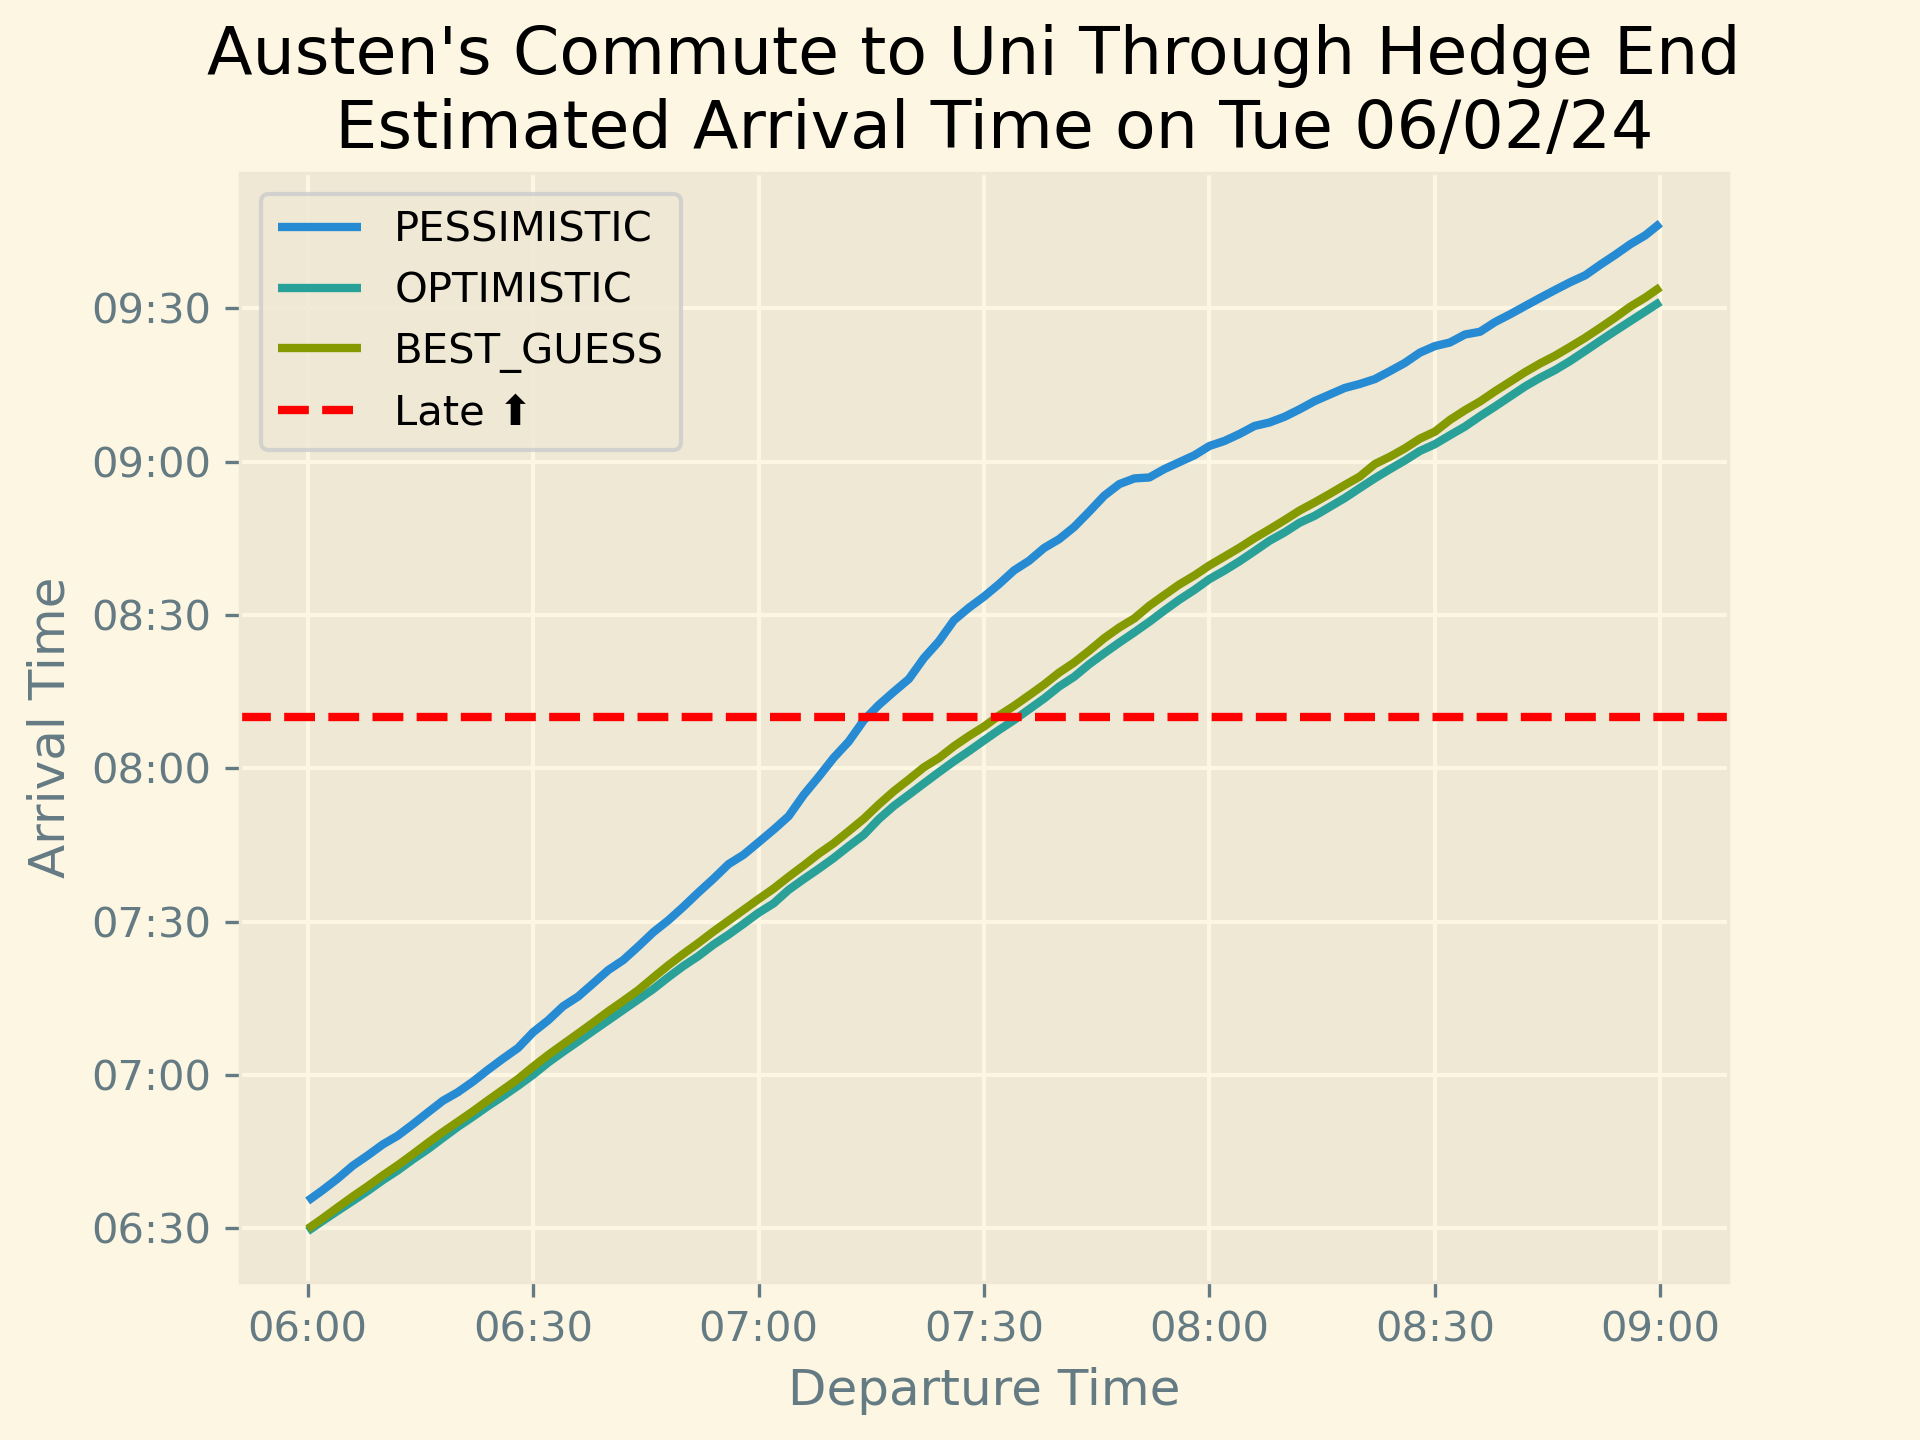 Austen's Commute to Uni Through Hedge End
Estimated Arrival Time on Tue 06/02/24
PESSIMISTIC
OPTIMISTIC
BEST_GUESS
Late ⬆
09:30
09:00
08:30
08:00
07:30
07:00
06:30
Arrival Time
06:00 06:30 07:00 07:30 08:00 08:30 09:00
Departure Time